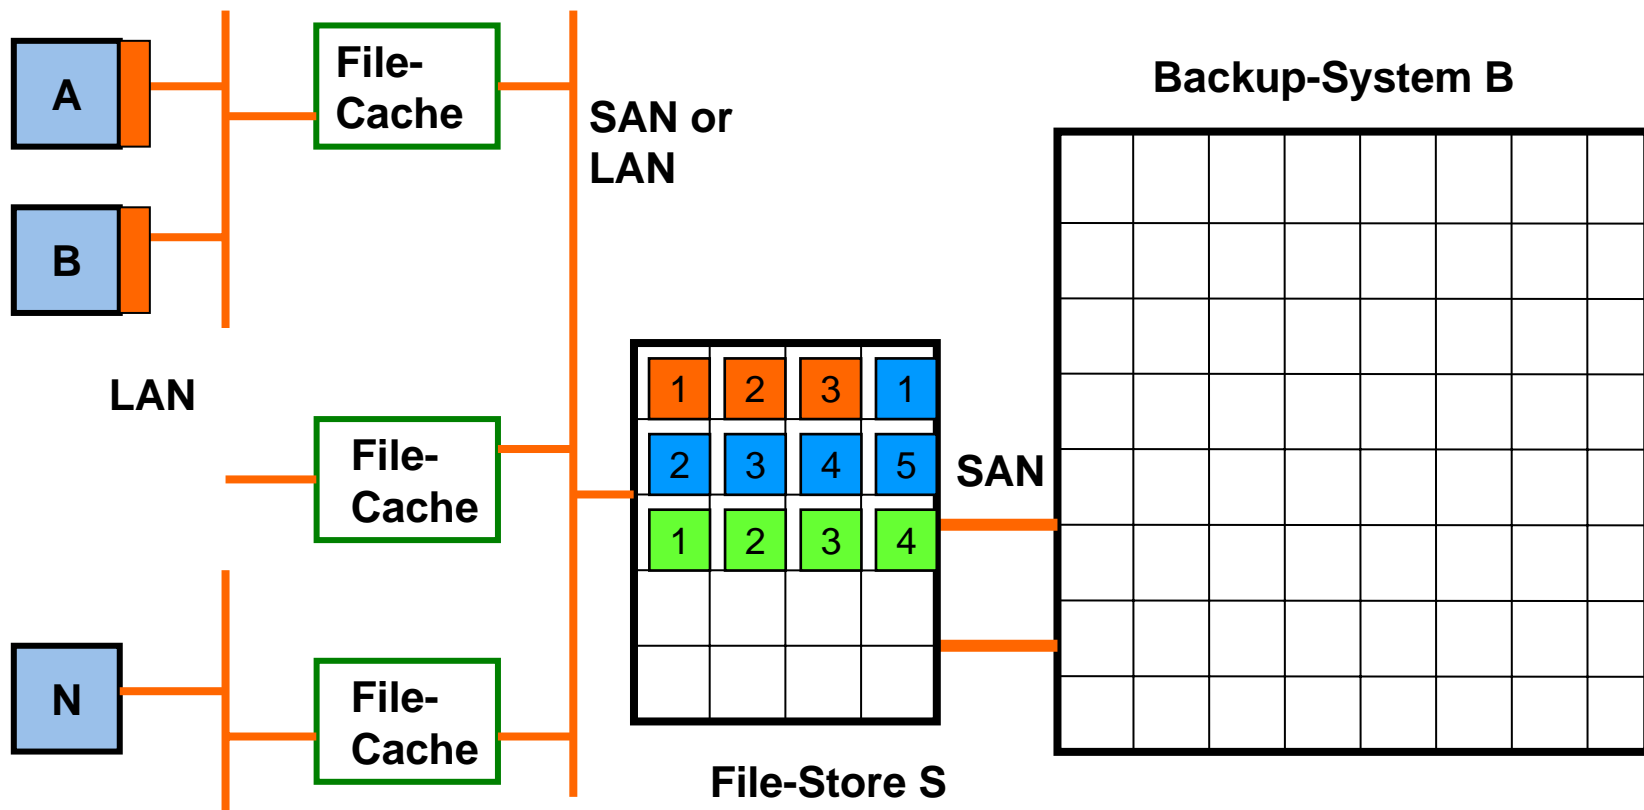 A
File-
Cache
SAN or
LAN
Backup-System B
B
LAN
1 2 3 1
2 3 4 5
1 2 3 4
SAN
File-
Cache
N
File-
Cache
File-Store S